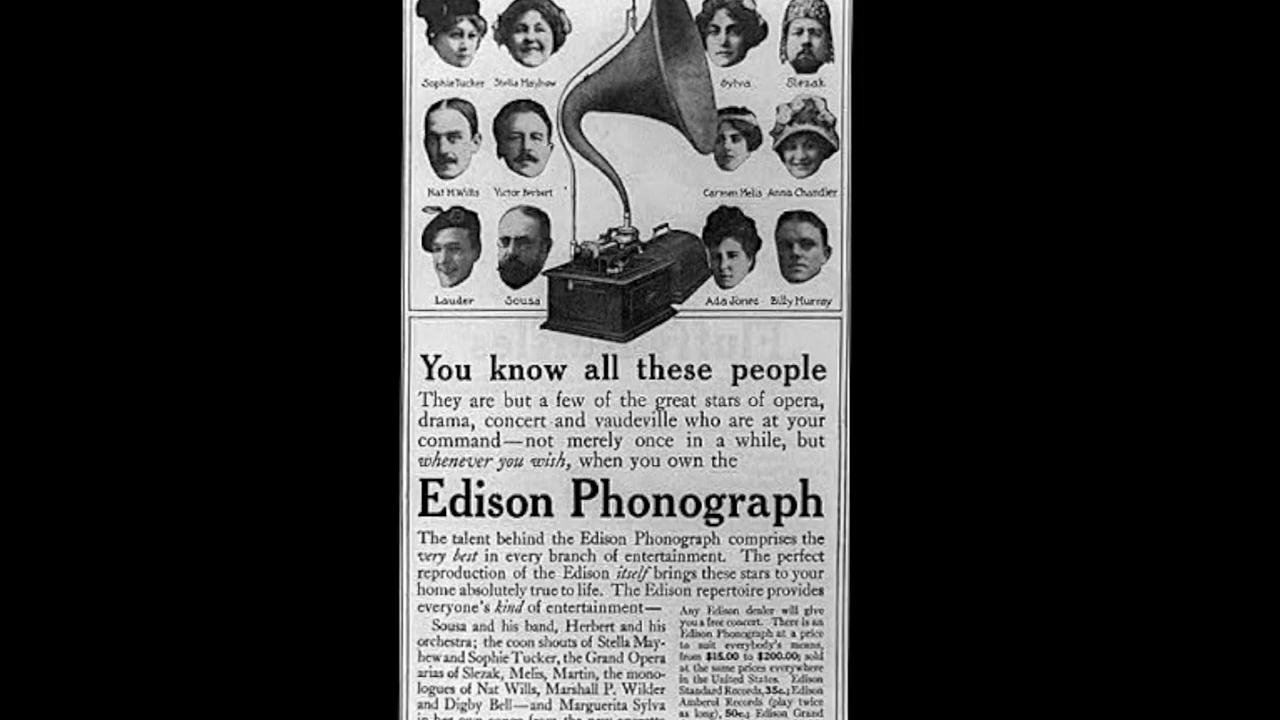 Sophie Tucker Stella Mayhew Sylva Slezak
Nat M Wills Victor Herbert Carmen Melis Anna Chandler
Lauder Sousa Ada Jones Billy Murray
You know all these people
They are but a few of the great stars of opera,
drama, concert and vaudeville who are at your
command—not merely once in a while, but
whenever you wish, when you own the
Edison Phonograph
The talent behind the Edison Phonograph comprises the
very best in every branch of entertainment. The perfect
reproduction of the Edison itself brings these stars to your
home absolutely true to life. The Edison repertoire provides
everyone's kind of entertainment—
Sousa and his band, Herbert and his
orchestra; the coon shouts of Stella May-
hew and Sophie Tucker, the Grand Opera
arias of Slezak, Melis, Martin, the mono-
logues of Nat Wills, Marshall P. Wilder
and Digby Bell—and Marguerita Sylva
in her own songs from the new operetta
Any Edison dealer will give
you a free concert. There is an
Edison Phonograph at a price
to suit everybody's means,
from $15.00 to $200.00; sold
at the same prices everywhere
in the United States. Edison
Standard Records, 35c.; Edison
Amberol Records (play twice
as long), 50c.; Edison Grand